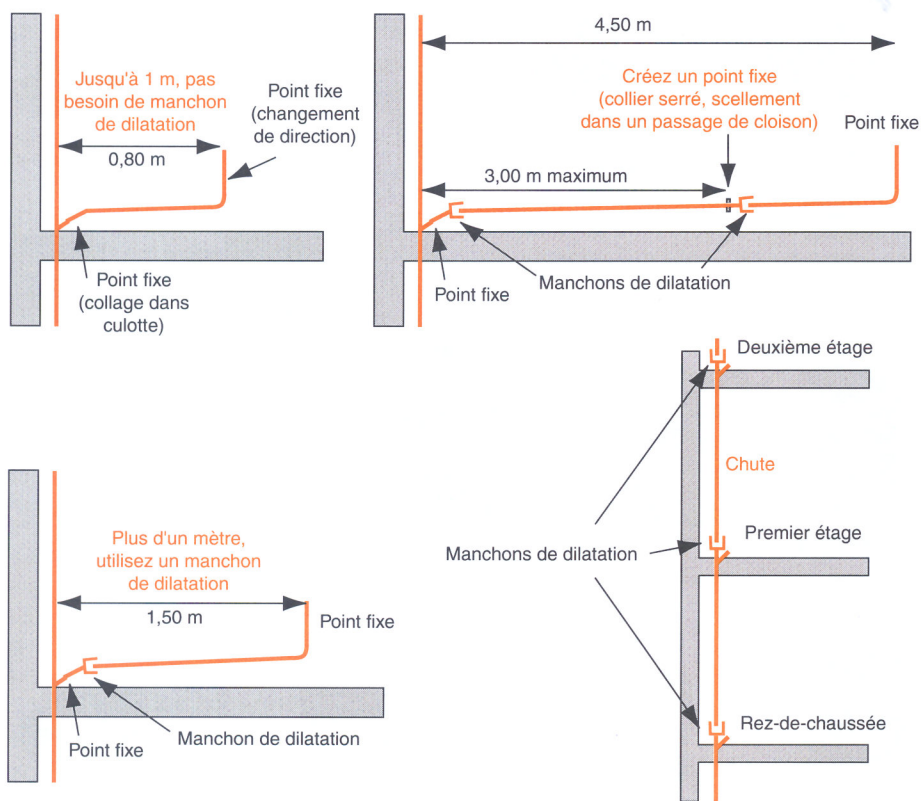 Jusqu'à 1 m, pas
besoin de manchon
de dilatation
0,80 m
Point fixe
(changement
de direction)
Point fixe
(collage dans
culotte)
4,50 m
Créez un point fixe
(collier serré, scellement
dans un passage de cloison)
Point fixe
3,00 m maximum
Manchons de dilatation
Point fixe
Plus d'un mètre,
utilisez un manchon
de dilatation
1,50 m
Point fixe
Manchon de dilatation
Point fixe
Deuxième étage
Chute
Premier étage
Manchons de dilatation
Rez-de-chaussée